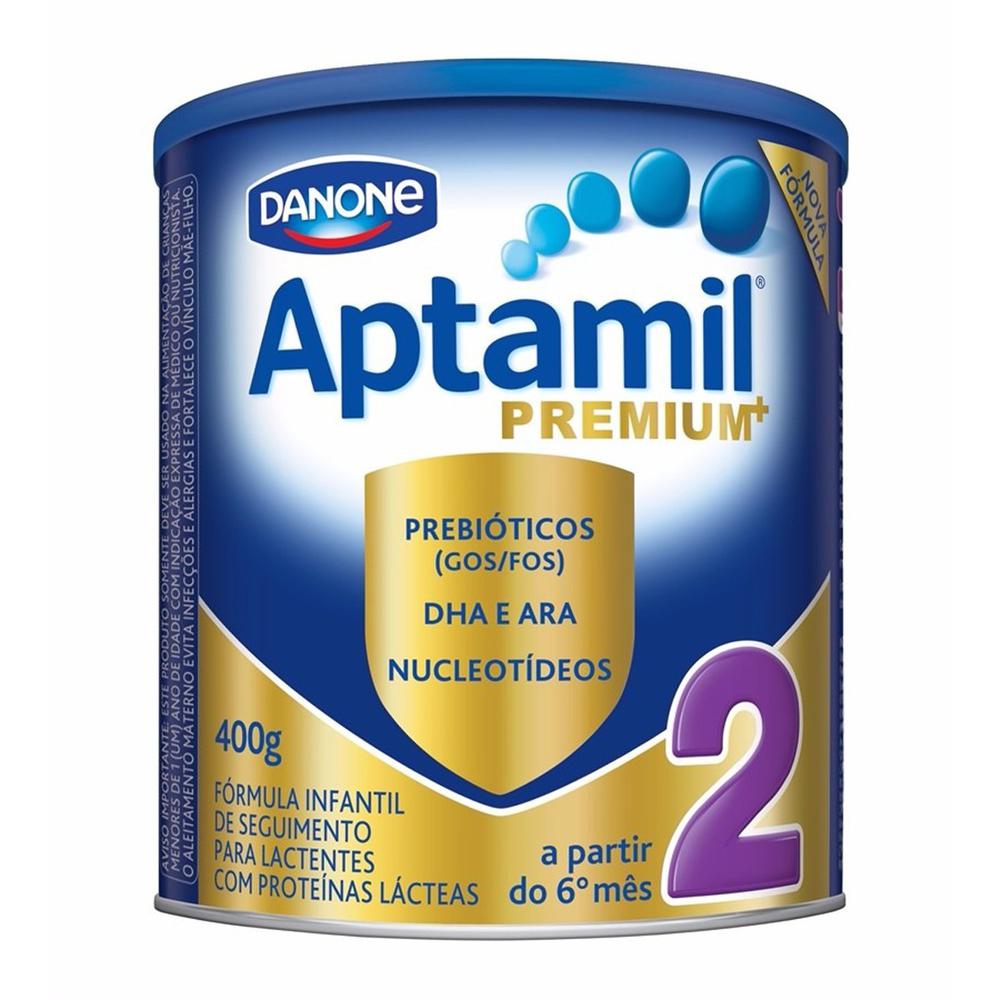 DANONE
NOVA
FÓRMULA
Aptamil®
PREMIUM+
PREBIÓTICOS
(GOS/FOS)
DHA E ARA
NUCLEOTÍDEOS
400g
FÓRMULA INFANTIL
DE SEGUIMENTO
PARA LACTENTES
COM PROTEÍNAS LÁCTEAS
a partir
do 6º mês
2
AVISO IMPORTANTE: ESTE PRODUTO SOMENTE DEVE SER USADO NA ALIMENTAÇÃO DE CRIANÇAS
MENORES DE 1 (UM) ANO DE IDADE COM INDICAÇÃO EXPRESSA DE MÉDICO OU NUTRICIONISTA.
O ALEITAMENTO MATERNO EVITA INFECÇÕES E ALERGIAS E FORTALECE O VÍNCULO MÃE-FILHO.